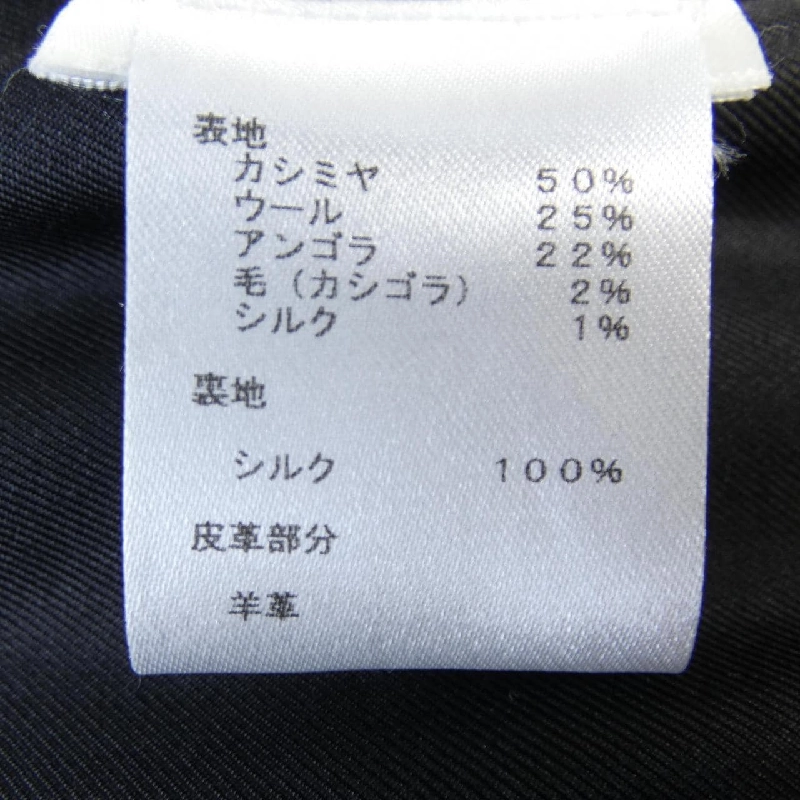 表地
カシミヤ 50%
ウール 25%
アンゴラ 22%
毛（カシゴラ） 2%
シルク 1%
裏地
シルク 100%
皮革部分
羊革